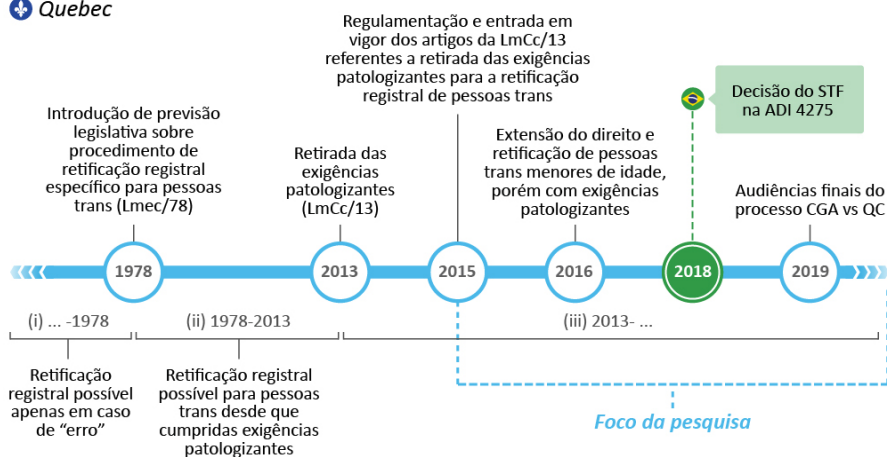 Quebec
Introdução de previsão
legislativa sobre
procedimento de
retificação registral
específico para pessoas
trans (Lmec/78)
Retirada das
exigências
patologizantes
(LmCc/13)
Regulamentação e entrada em
vigor dos artigos da LmCc/13
referentes a retirada das exigências
patologizantes para a retificação
registral de pessoas trans
Extensão do direito e
retificação de pessoas
trans menores de idade,
porém com exigências
patologizantes
Decisão do STF
na ADI 4275
Audiências finais do
processo CGA vs QC
1978
2013
2015
2016
2018
2019
(i) ... -1978
(ii) 1978-2013
(iii) 2013- ...
Retificação
registral possível
apenas em caso
de “erro”
Retificação registral
possível para pessoas
trans desde que
cumpridas exigências
patologizantes
Foco da pesquisa